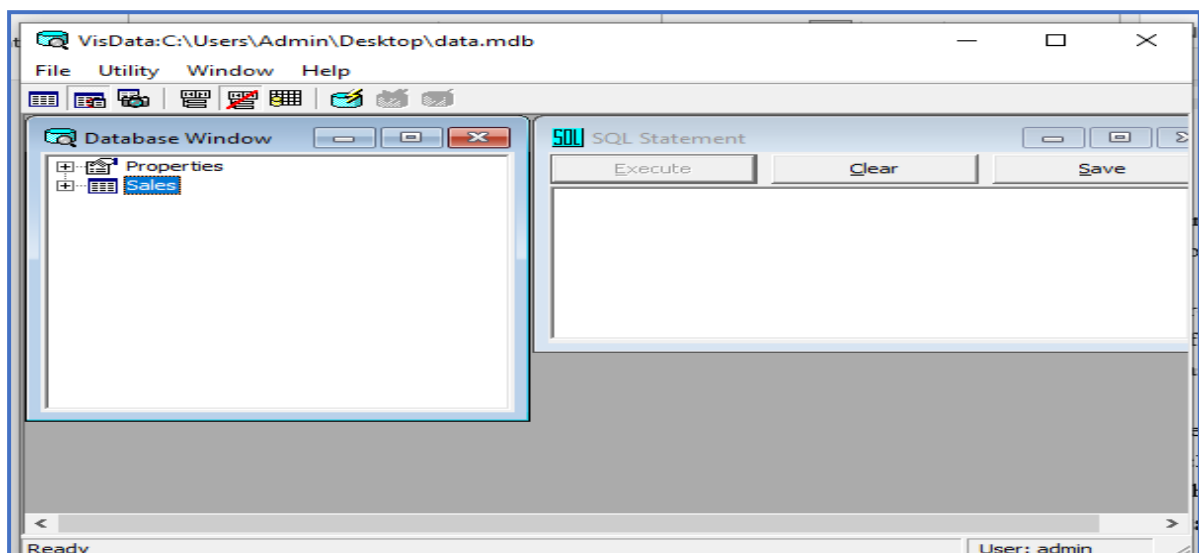 VisData:C:\Users\Admin\Desktop\data.mdb
File Utility Window Help
Database Window
Properties
Sales
SQL SQL Statement
Execute Clear Save
Ready
User: admin